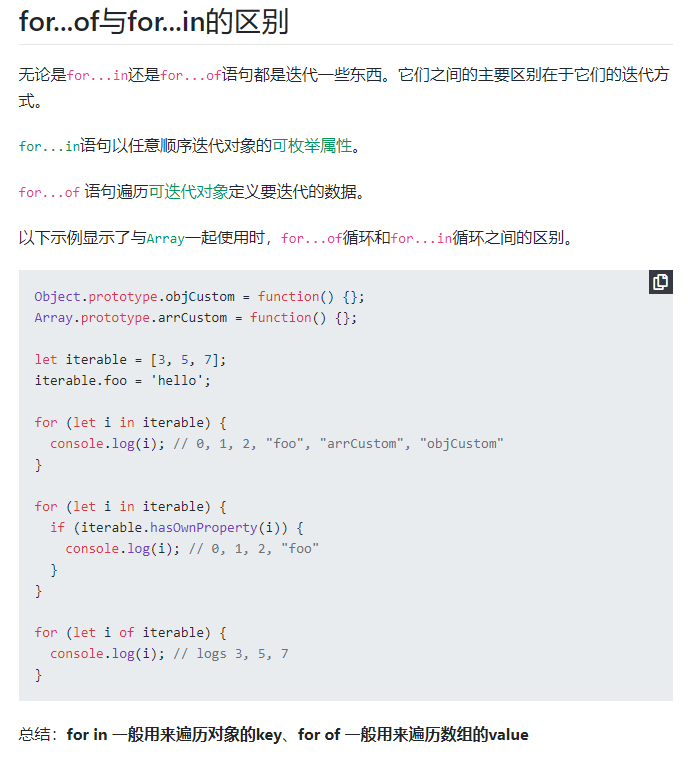 for...of与for...in的区别
无论是for...in还是for...of语句都是迭代一些东西。它们之间的主要区别在于它们的迭代方
式。
for...in语句以任意顺序迭代对象的可枚举属性。
for...of 语句遍历可迭代对象定义要迭代的数据。
以下示例显示了与Array一起使用时，for...of循环和for...in循环之间的区别。
Object.prototype.objCustom = function() {};
Array.prototype.arrCustom = function() {};
let iterable = [3, 5, 7];
iterable.foo = 'hello';
for (let i in iterable) {
  console.log(i); // 0, 1, 2, "foo", "arrCustom", "objCustom"
}
for (let i in iterable) {
  if (iterable.hasOwnProperty(i)) {
    console.log(i); // 0, 1, 2, "foo"
  }
}
for (let i of iterable) {
  console.log(i); // logs 3, 5, 7
}
总结：for in 一般用来遍历对象的key、for of 一般用来遍历数组的value